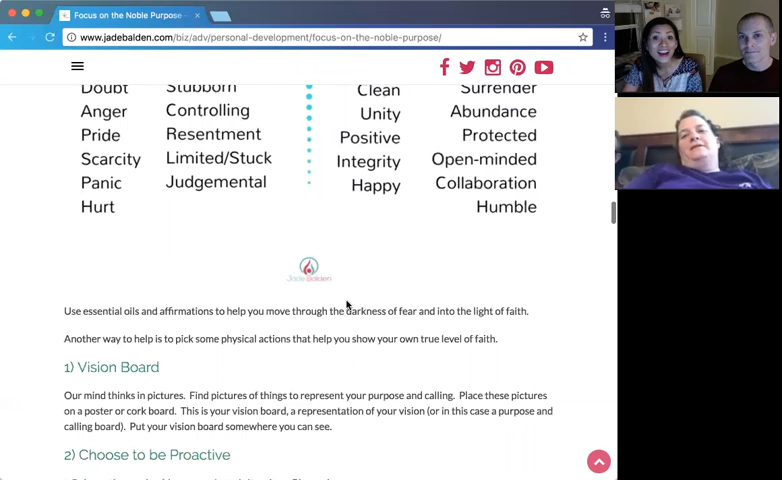 Focus on the Noble Purpose
www.jadebalden.com/biz/adv/personal-development/focus-on-the-noble-purpose/
Doubt Stubborn Clean Surrender
Anger Controlling Unity Abundance
Pride Resentment Positive Protected
Scarcity Limited/Stuck Integrity Open-minded
Panic Judgemental Happy Collaboration
Hurt Humble
JadeBalden
Use essential oils and affirmations to help you move through the darkness of fear and into the light of faith.
Another way to help is to pick some physical actions that help you show your own true level of faith.
1) Vision Board
Our mind thinks in pictures. Find pictures of things to represent your purpose and calling. Place these pictures
on a poster or cork board. This is your vision board, a representation of your vision (or in this case a purpose and
calling board). Put your vision board somewhere you can see.
2) Choose to be Proactive